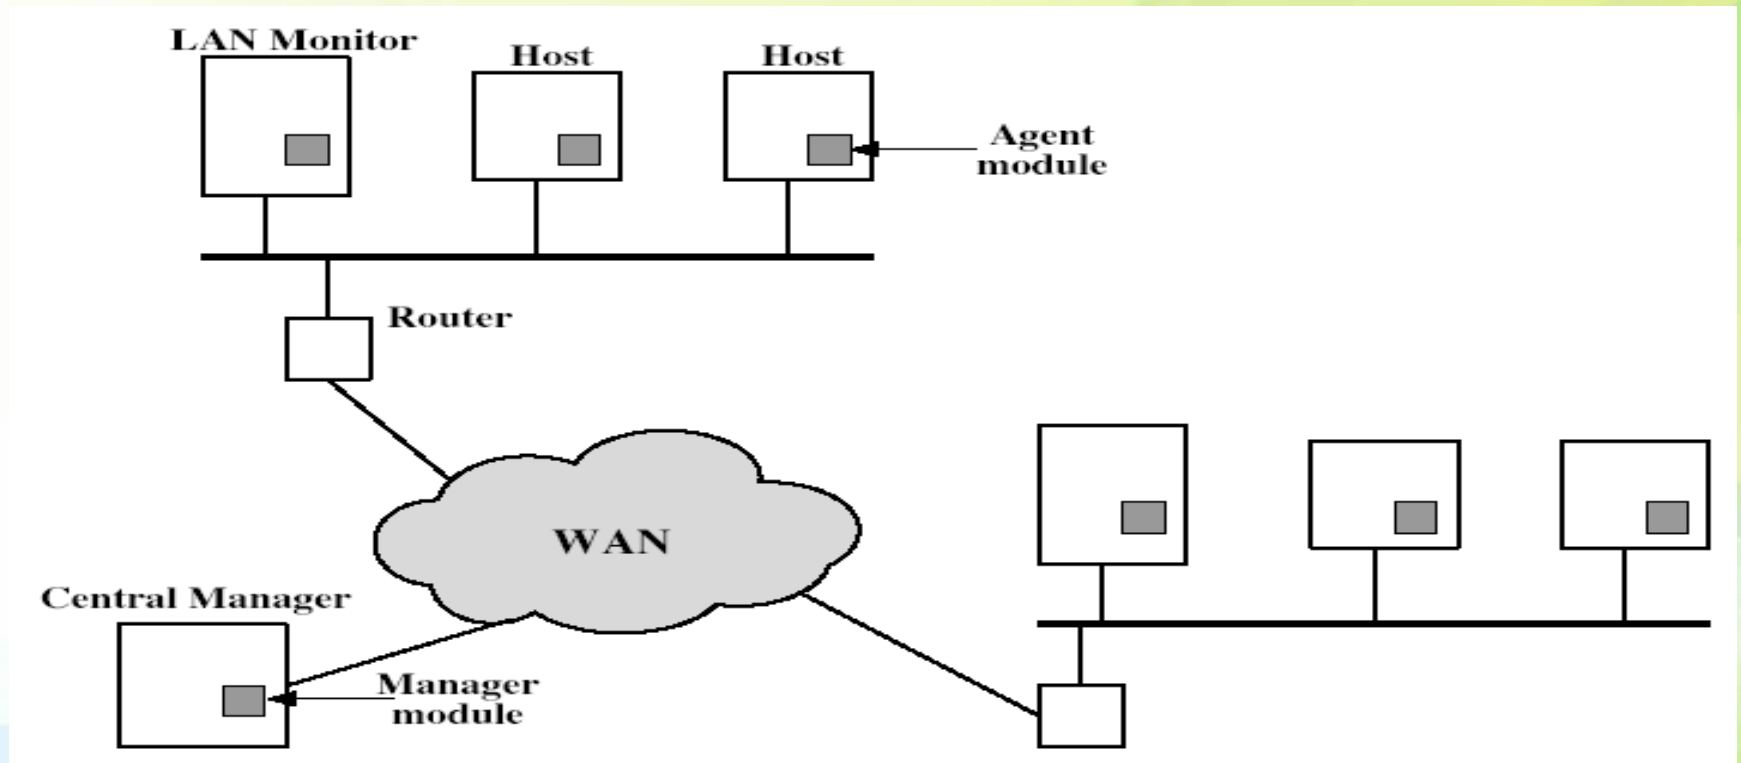 LAN Monitor
Host
Host
Agent
module
Router
WAN
Central Manager
Manager
module